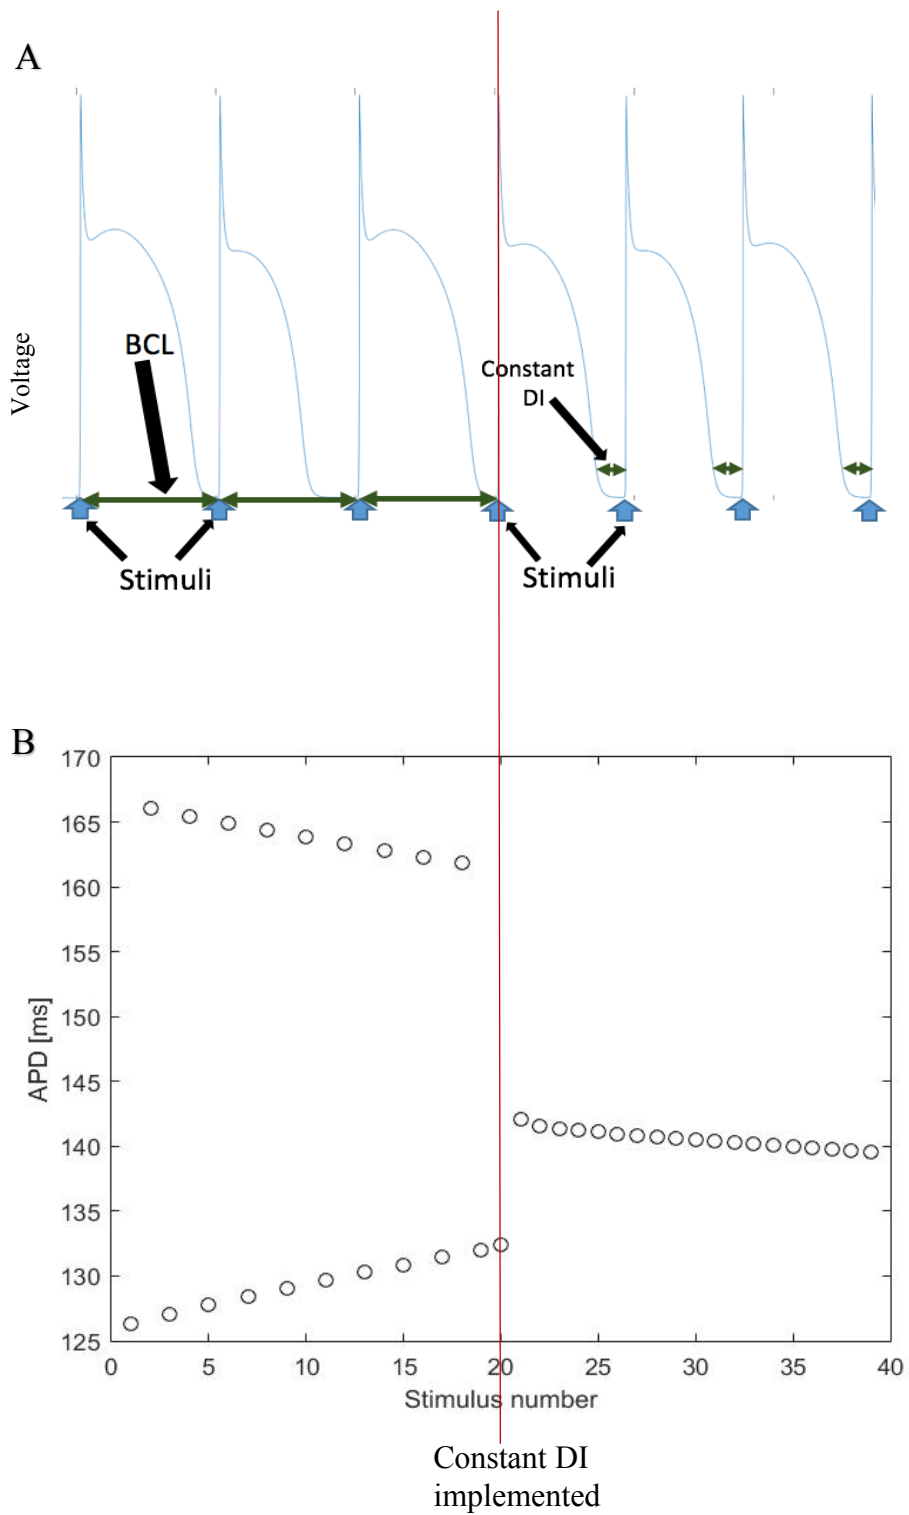 A
Voltage
BCL
Constant
DI
Stimuli
Stimuli
B
170
165
160
155
150
145
140
135
130
125
APD [ms]
0 5 10 15 20 25 30 35 40
Stimulus number
Constant DI
implemented